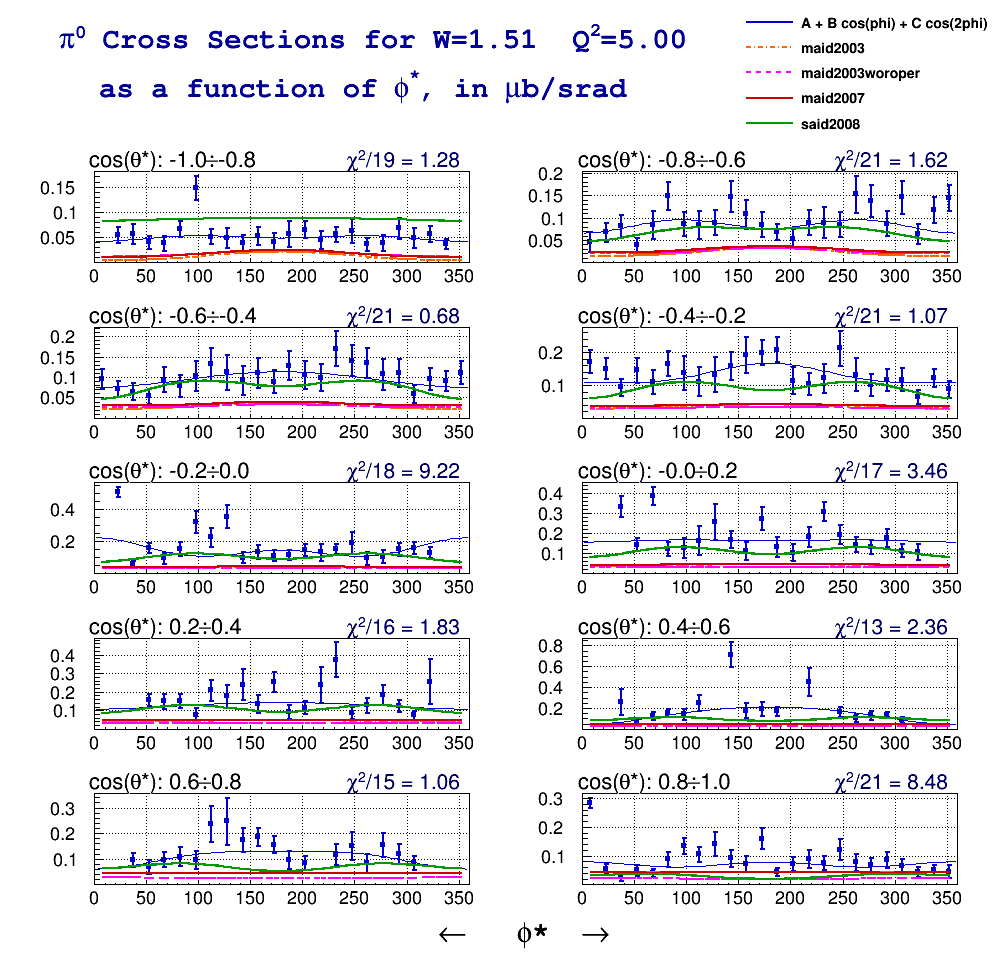 π⁰ Cross Sections for W=1.51 Q²=5.00
as a function of ϕ*, in μb/srad
A + B cos(phi) + C cos(2phi)
maid2003
maid2003woroper
maid2007
said2008
cos(θ*): -1.0÷-0.8 χ²/19 = 1.28
0.15
0.1
0.05
0 50 100 150 200 250 300 350
cos(θ*): -0.8÷-0.6 χ²/21 = 1.62
0.2
0.15
0.1
0.05
0 50 100 150 200 250 300 350
cos(θ*): -0.6÷-0.4 χ²/21 = 0.68
0.2
0.15
0.1
0.05
0 50 100 150 200 250 300 350
cos(θ*): -0.4÷-0.2 χ²/21 = 1.07
0.2
0.1
0 50 100 150 200 250 300 350
cos(θ*): -0.2÷0.0 χ²/18 = 9.22
0.4
0.2
0 50 100 150 200 250 300 350
cos(θ*): -0.0÷0.2 χ²/17 = 3.46
0.4
0.3
0.2
0.1
0 50 100 150 200 250 300 350
cos(θ*): 0.2÷0.4 χ²/16 = 1.83
0.4
0.3
0.2
0.1
0 50 100 150 200 250 300 350
cos(θ*): 0.4÷0.6 χ²/13 = 2.36
0.8
0.6
0.4
0.2
0 50 100 150 200 250 300 350
cos(θ*): 0.6÷0.8 χ²/15 = 1.06
0.3
0.2
0.1
0 50 100 150 200 250 300 350
cos(θ*): 0.8÷1.0 χ²/21 = 8.48
0.3
0.2
0.1
0 50 100 150 200 250 300 350
← ϕ* →